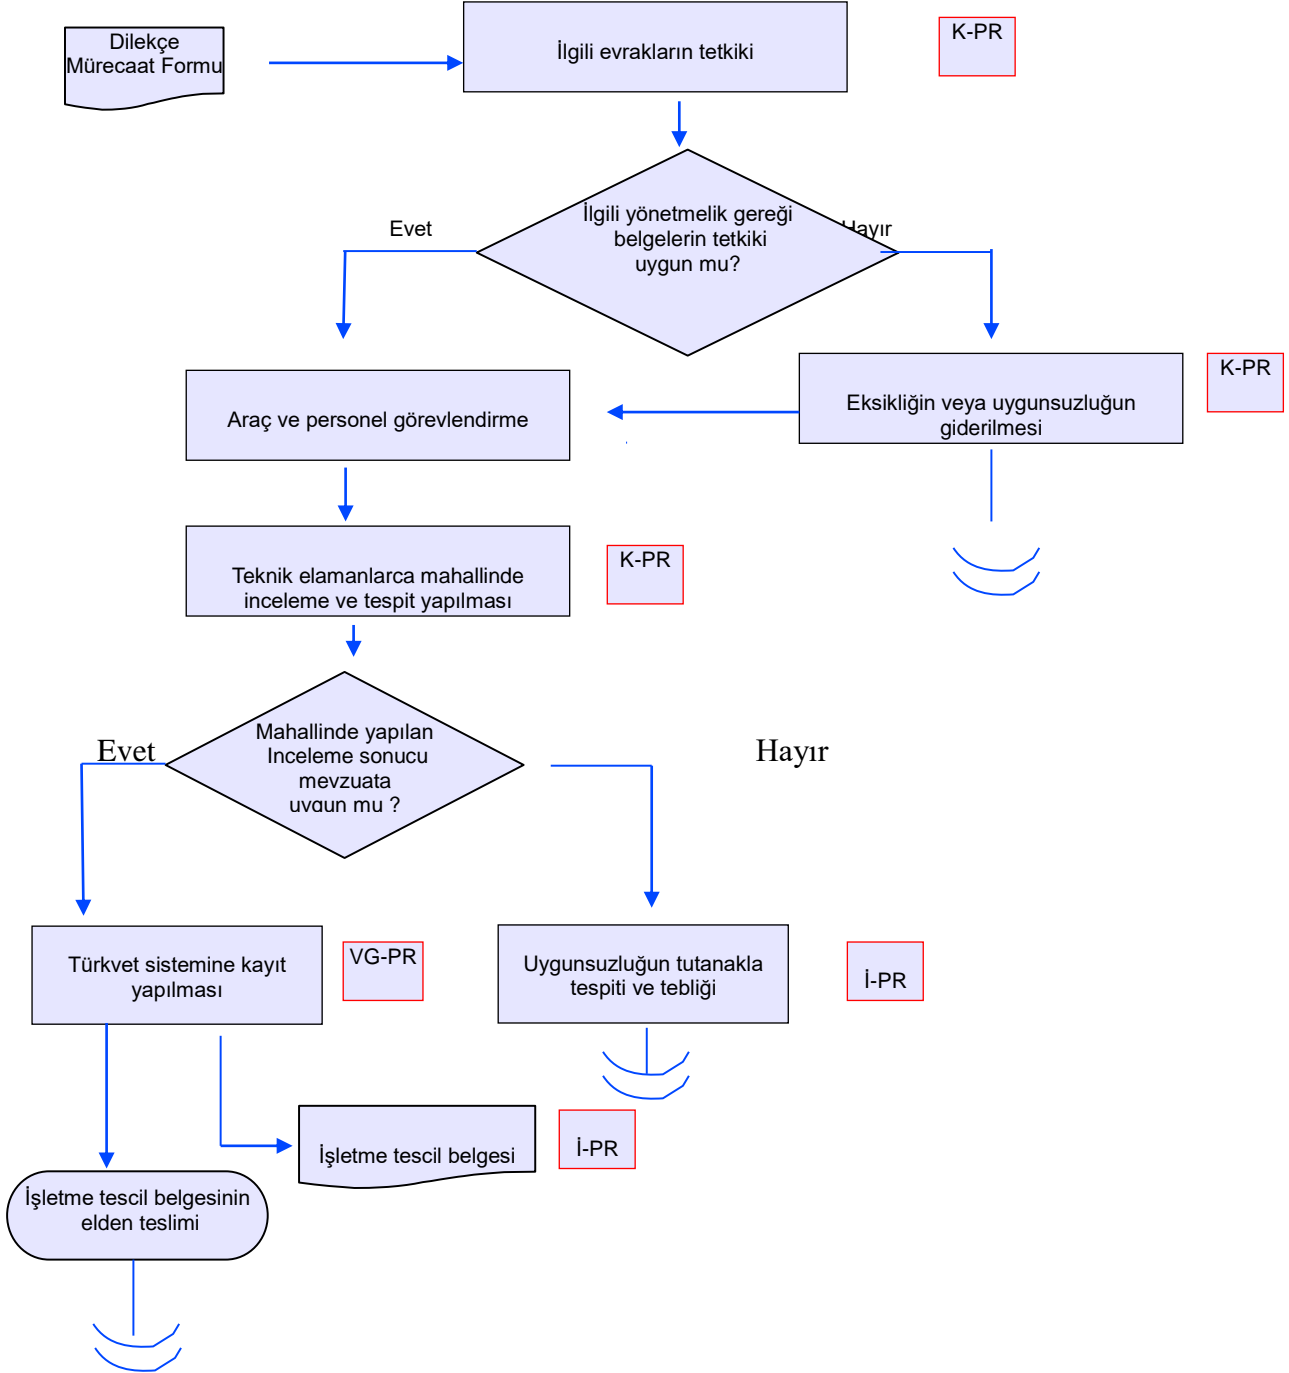 Dilekçe
Mürecaat Formu
İlgili evrakların tetkiki
K-PR
İlgili yönetmelik gereği
belgelerin tetkiki
uygun mu?
Evet
Hayır
Araç ve personel görevlendirme
Eksikliğin veya uygunsuzluğun
giderilmesi
K-PR
Teknik elamanlarca mahallinde
inceleme ve tespit yapılması
K-PR
Mahallinde yapılan
Inceleme sonucu
mevzuata
uygun mu ?
Evet
Hayır
Türkvet sistemine kayıt
yapılması
VG-PR
Uygunsuzluğun tutanakla
tespiti ve tebliği
İ-PR
İşletme tescil belgesi
İ-PR
İşletme tescil belgesinin
elden teslimi